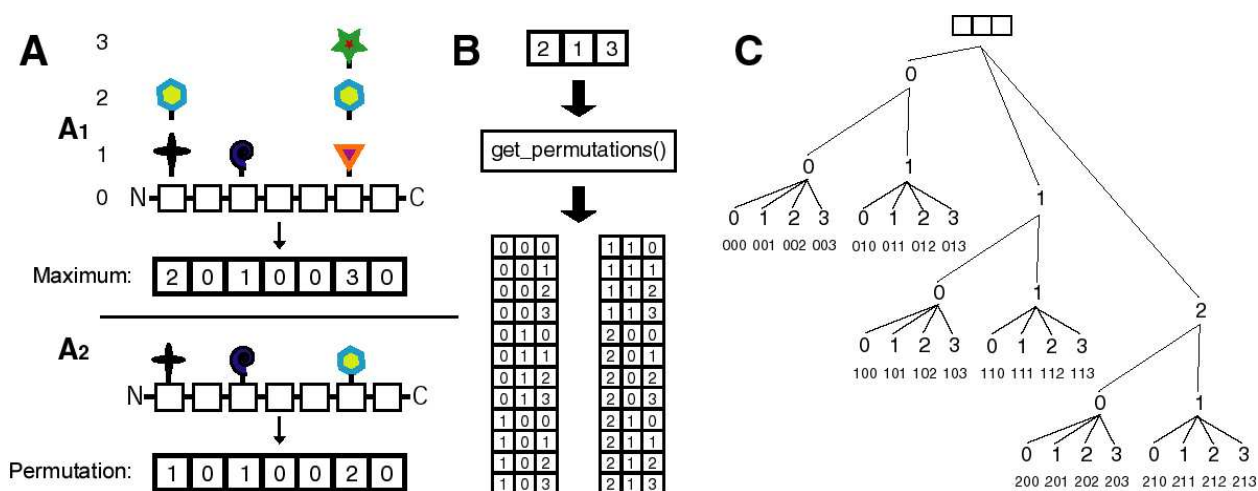 A
A1
3
2
1
0
N
C
Maximum:
2 0 1 0 0 3 0
A2
N
C
Permutation:
1 0 1 0 0 2 0
B
2 1 3
get_permutations()
0 0 0
0 0 1
0 0 2
0 0 3
0 1 0
0 1 1
0 1 2
0 1 3
1 0 0
1 0 1
1 0 2
1 0 3
1 1 0
1 1 1
1 1 2
1 1 3
2 0 0
2 0 1
2 0 2
2 0 3
2 1 0
2 1 1
2 1 2
2 1 3
C
0
0 1
0 1 2 3 0 1 2 3
000 001 002 003 010 011 012 013
1
0 1
0 1 2 3 0 1 2 3
100 101 102 103 110 111 112 113
2
0 1
0 1 2 3 0 1 2 3
200 201 202 203 210 211 212 213